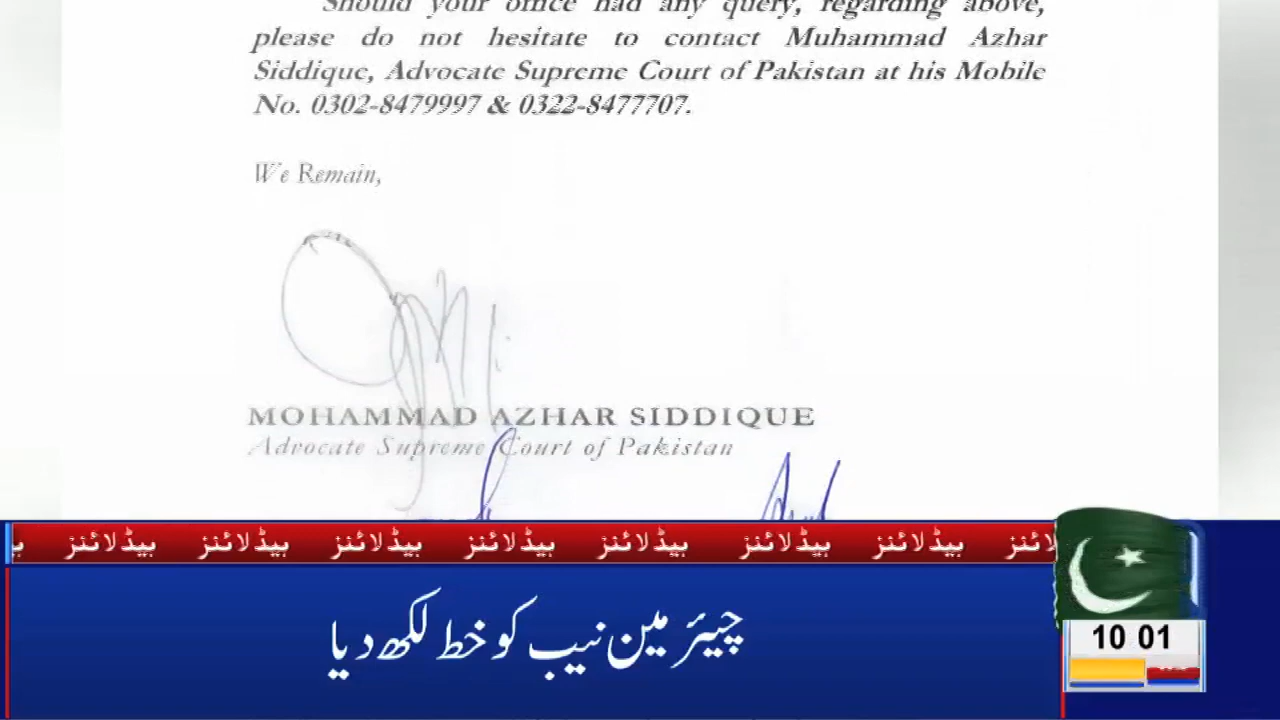 Should your office had any query, regarding above,
please do not hesitate to contact Muhammad Azhar
Siddique, Advocate Supreme Court of Pakistan at his Mobile
No. 0302-8479997 & 0322-8477707.
We Remain,
MOHAMMAD AZHAR SIDDIQUE
Advocate Supreme Court of Pakistan
ہیڈلائنز ہیڈلائنز ہیڈلائنز ہیڈلائنز ہیڈلائنز ہیڈلائنز ہیڈلائنز
چیئرمین نیب کو خط لکھ دیا
10 01